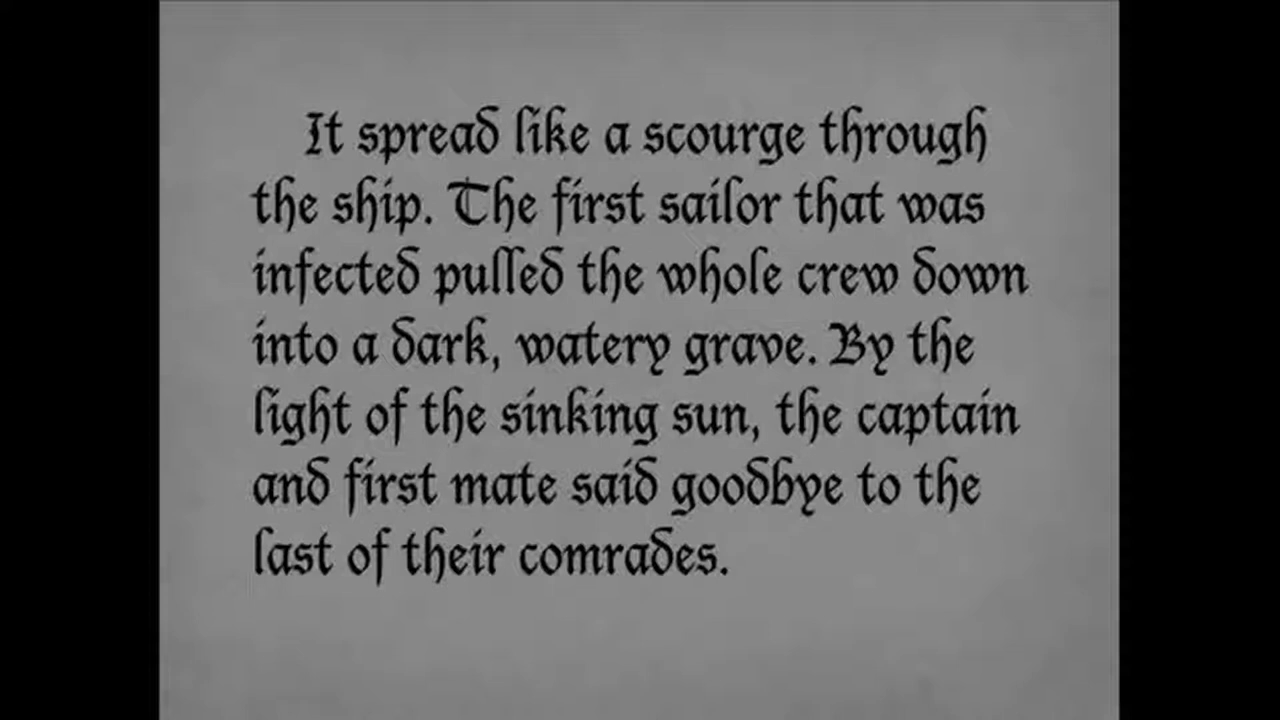 It spread like a scourge through
the ship. The first sailor that was
infected pulled the whole crew down
into a dark, watery grave. By the
light of the sinking sun, the captain
and first mate said goodbye to the
last of their comrades.